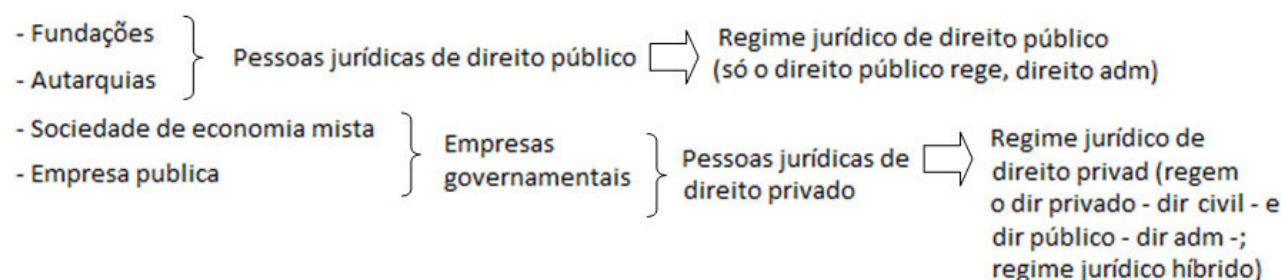 - Fundações
- Autarquias
Pessoas jurídicas de direito público
Regime jurídico de direito público
(só o direito público rege, direito adm)
- Sociedade de economia mista
- Empresa publica
Empresas
governamentais
Pessoas jurídicas de
direito privado
Regime jurídico de
direito privad (regem
o dir privado - dir civil - e
dir público - dir adm -;
regime jurídico híbrido)